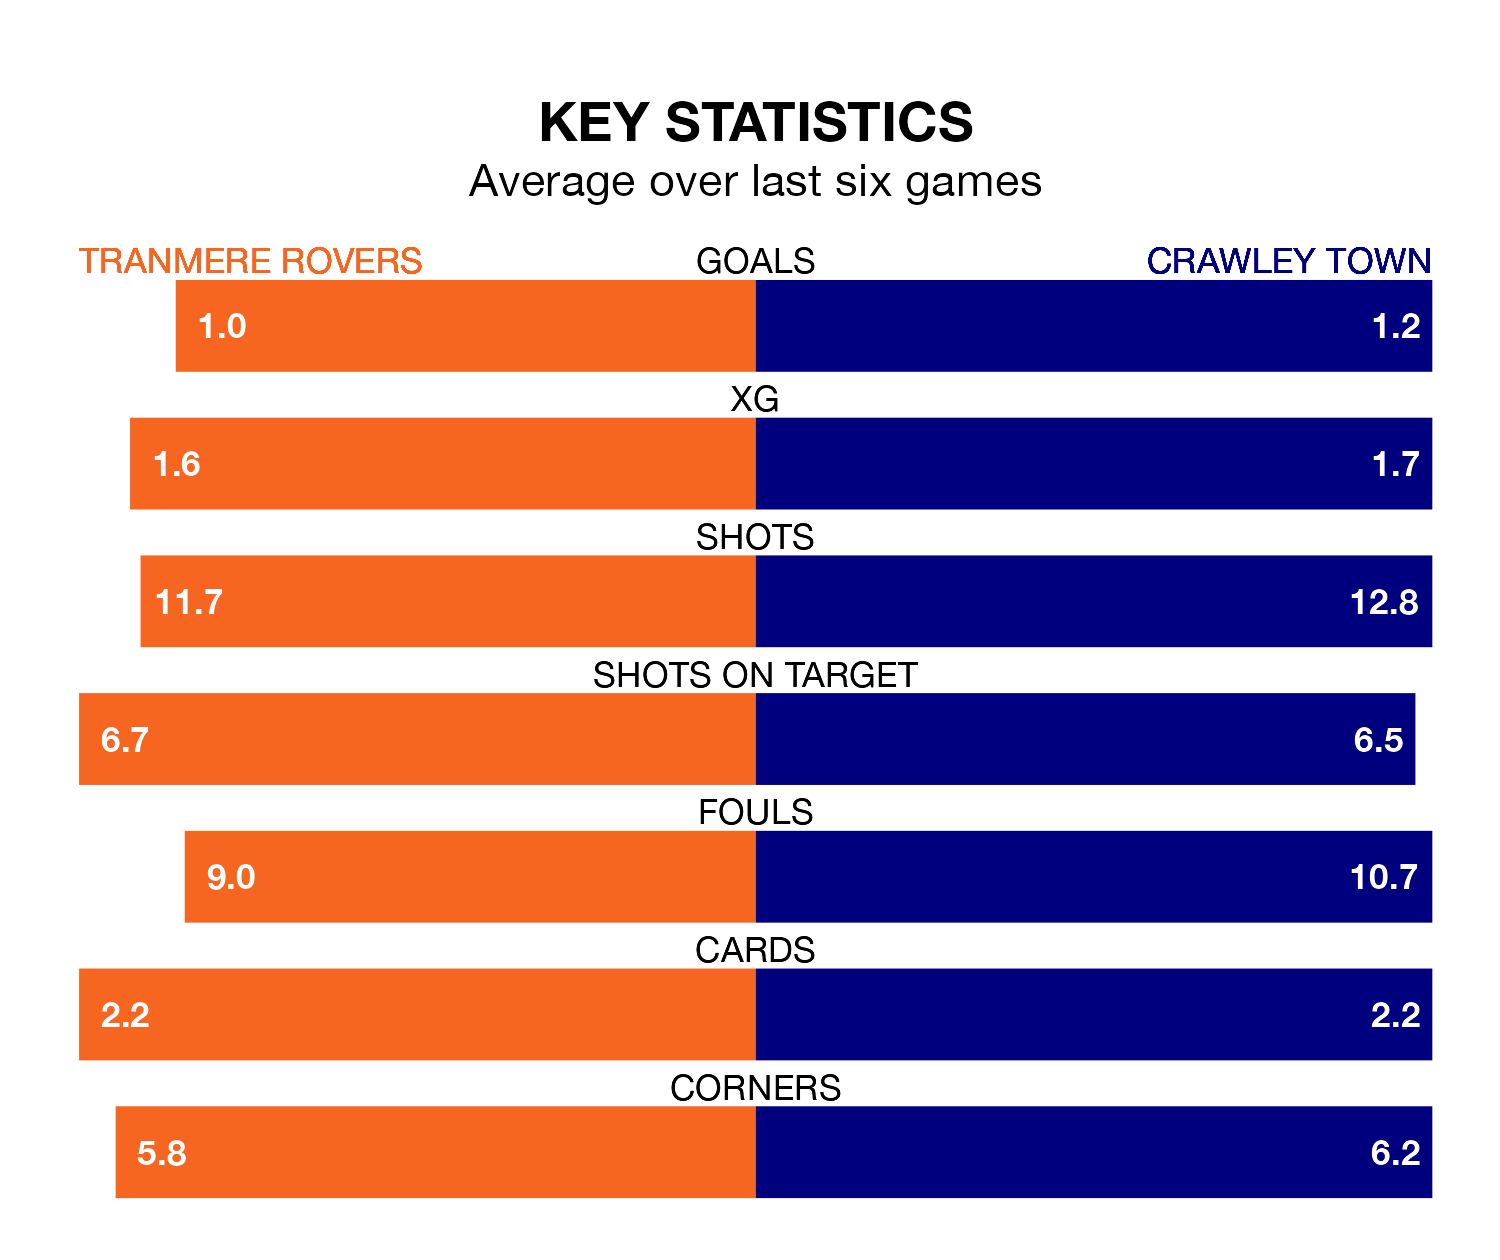 KEY STATISTICS
Average over last six games
TRANMERE ROVERS GOALS CRAWLEY TOWN
1.0 1.2
XG
1.6 1.7
SHOTS
11.7 12.8
SHOTS ON TARGET
6.7 6.5
FOULS
9.0 10.7
CARDS
2.2 2.2
CORNERS
5.8 6.2